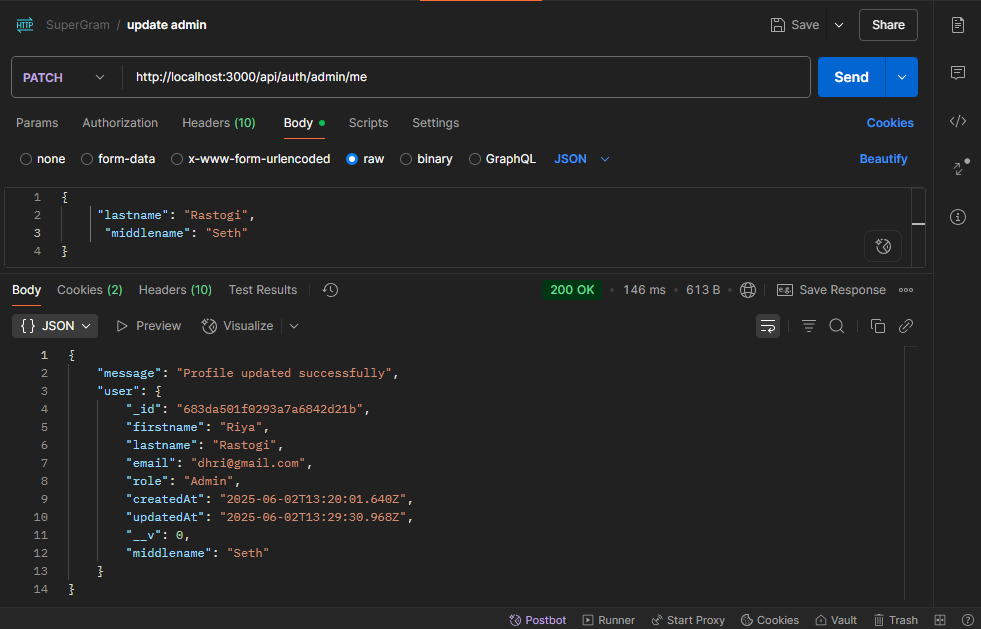 HTTP SuperGram / update admin Save Share
PATCH http://localhost:3000/api/auth/admin/me Send
Params Authorization Headers (10) Body Scripts Settings Cookies
none form-data x-www-form-urlencoded raw binary GraphQL JSON Beautify
1 {
2 "lastname": "Rastogi",
3 "middlename": "Seth"
4 }
Body Cookies (2) Headers (10) Test Results 200 OK • 146 ms • 613 B • e.g. Save Response
{} JSON Preview Visualize
1 {
2 "message": "Profile updated successfully",
3 "user": {
4 "_id": "683da501f0293a7a6842d21b",
5 "firstname": "Riya",
6 "lastname": "Rastogi",
7 "email": "dhri@gmail.com",
8 "role": "Admin",
9 "createdAt": "2025-06-02T13:20:01.640Z",
10 "updatedAt": "2025-06-02T13:29:30.968Z",
11 "__v": 0,
12 "middlename": "Seth"
13 }
14 }
Postbot Runner Start Proxy Cookies Vault Trash